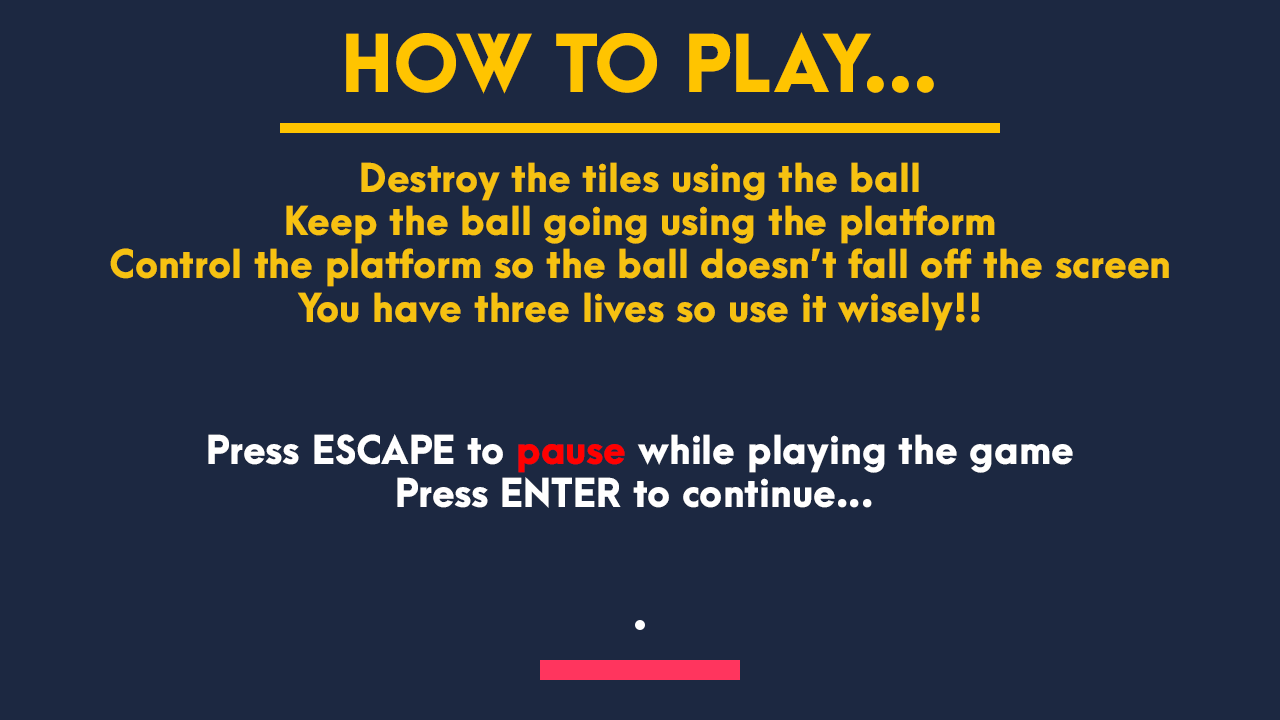 HOW TO PLAY...
Destroy the tiles using the ball
Keep the ball going using the platform
Control the platform so the ball doesn't fall off the screen
You have three lives so use it wisely!!
Press ESCAPE to pause while playing the game
Press ENTER to continue...